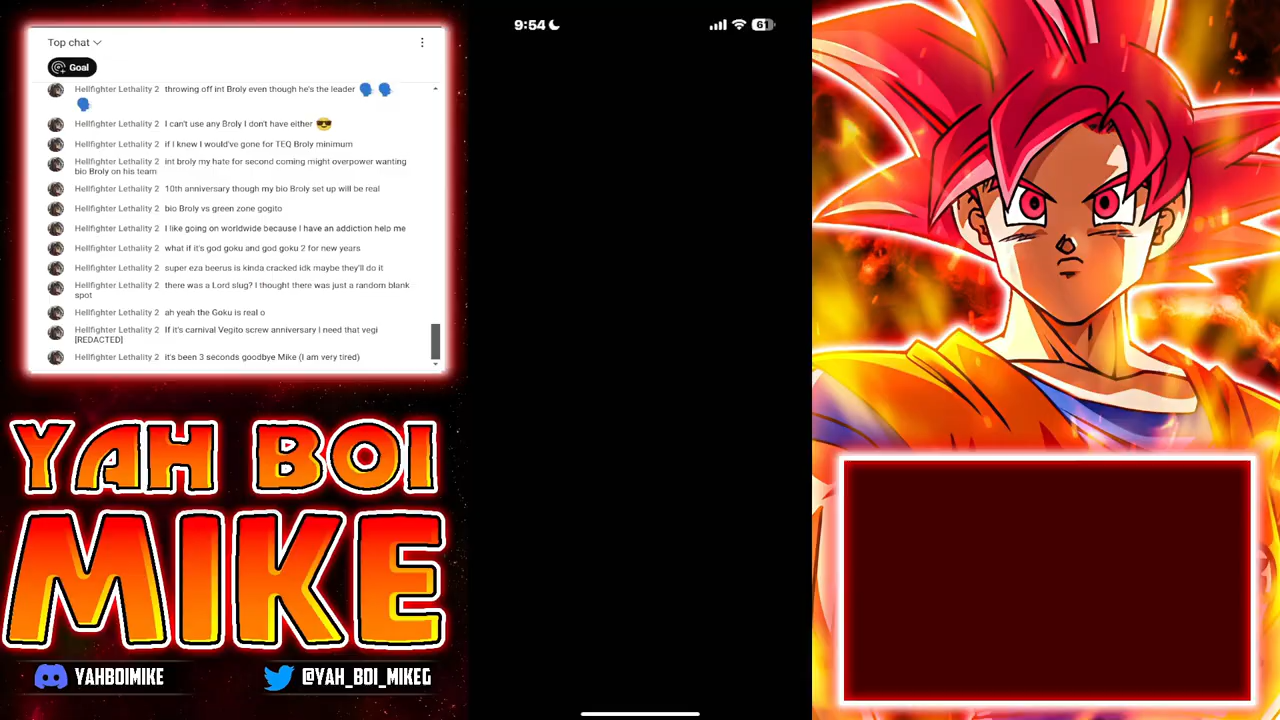 Top chat
Goal
Hellfighter Lethality 2 throwing off int Broly even though he's the leader
Hellfighter Lethality 2 I can't use any Broly I don't have either
Hellfighter Lethality 2 if I knew I would've gone for TEQ Broly minimum
Hellfighter Lethality 2 int broly my hate for second coming might overpower wanting
bio Broly on his team
Hellfighter Lethality 2 10th anniversary though my bio Broly set up will be real
Hellfighter Lethality 2 bio Broly vs green zone gogito
Hellfighter Lethality 2 I like going on worldwide because I have an addiction help me
Hellfighter Lethality 2 what if it's god goku and god goku 2 for new years
Hellfighter Lethality 2 super eza beerus is kinda cracked idk maybe they'll do it
Hellfighter Lethality 2 there was a Lord slug? I thought there was just a random blank
spot
Hellfighter Lethality 2 ah yeah the Goku is real o
Hellfighter Lethality 2 If it's carnival Vegito screw anniversary I need that vegi
[REDACTED]
Hellfighter Lethality 2 it's been 3 seconds goodbye Mike (I am very tired)
YAH BOI
MIKE
YAHBOIMIKE
@YAH_BOI_MIKEG
9:54
61